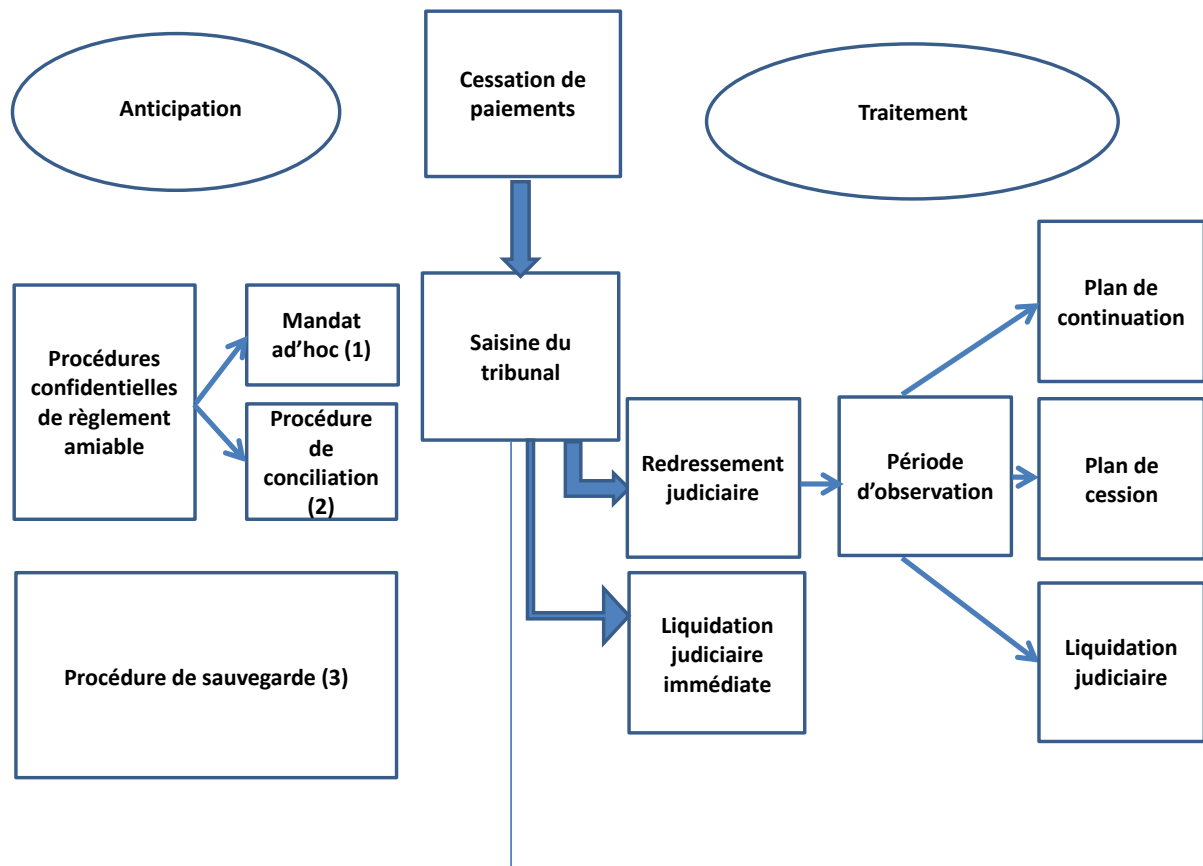 Anticipation
Cessation de
paiements
Traitement
Procédures
confidentielles
de règlement
amiable
Mandat
ad’hoc (1)
Procédure
de
conciliation
(2)
Procédure de sauvegarde (3)
Saisine du
tribunal
Redressement
judiciaire
Liquidation
judiciaire
immédiate
Période
d’observation
Plan de
continuation
Plan de
cession
Liquidation
judiciaire